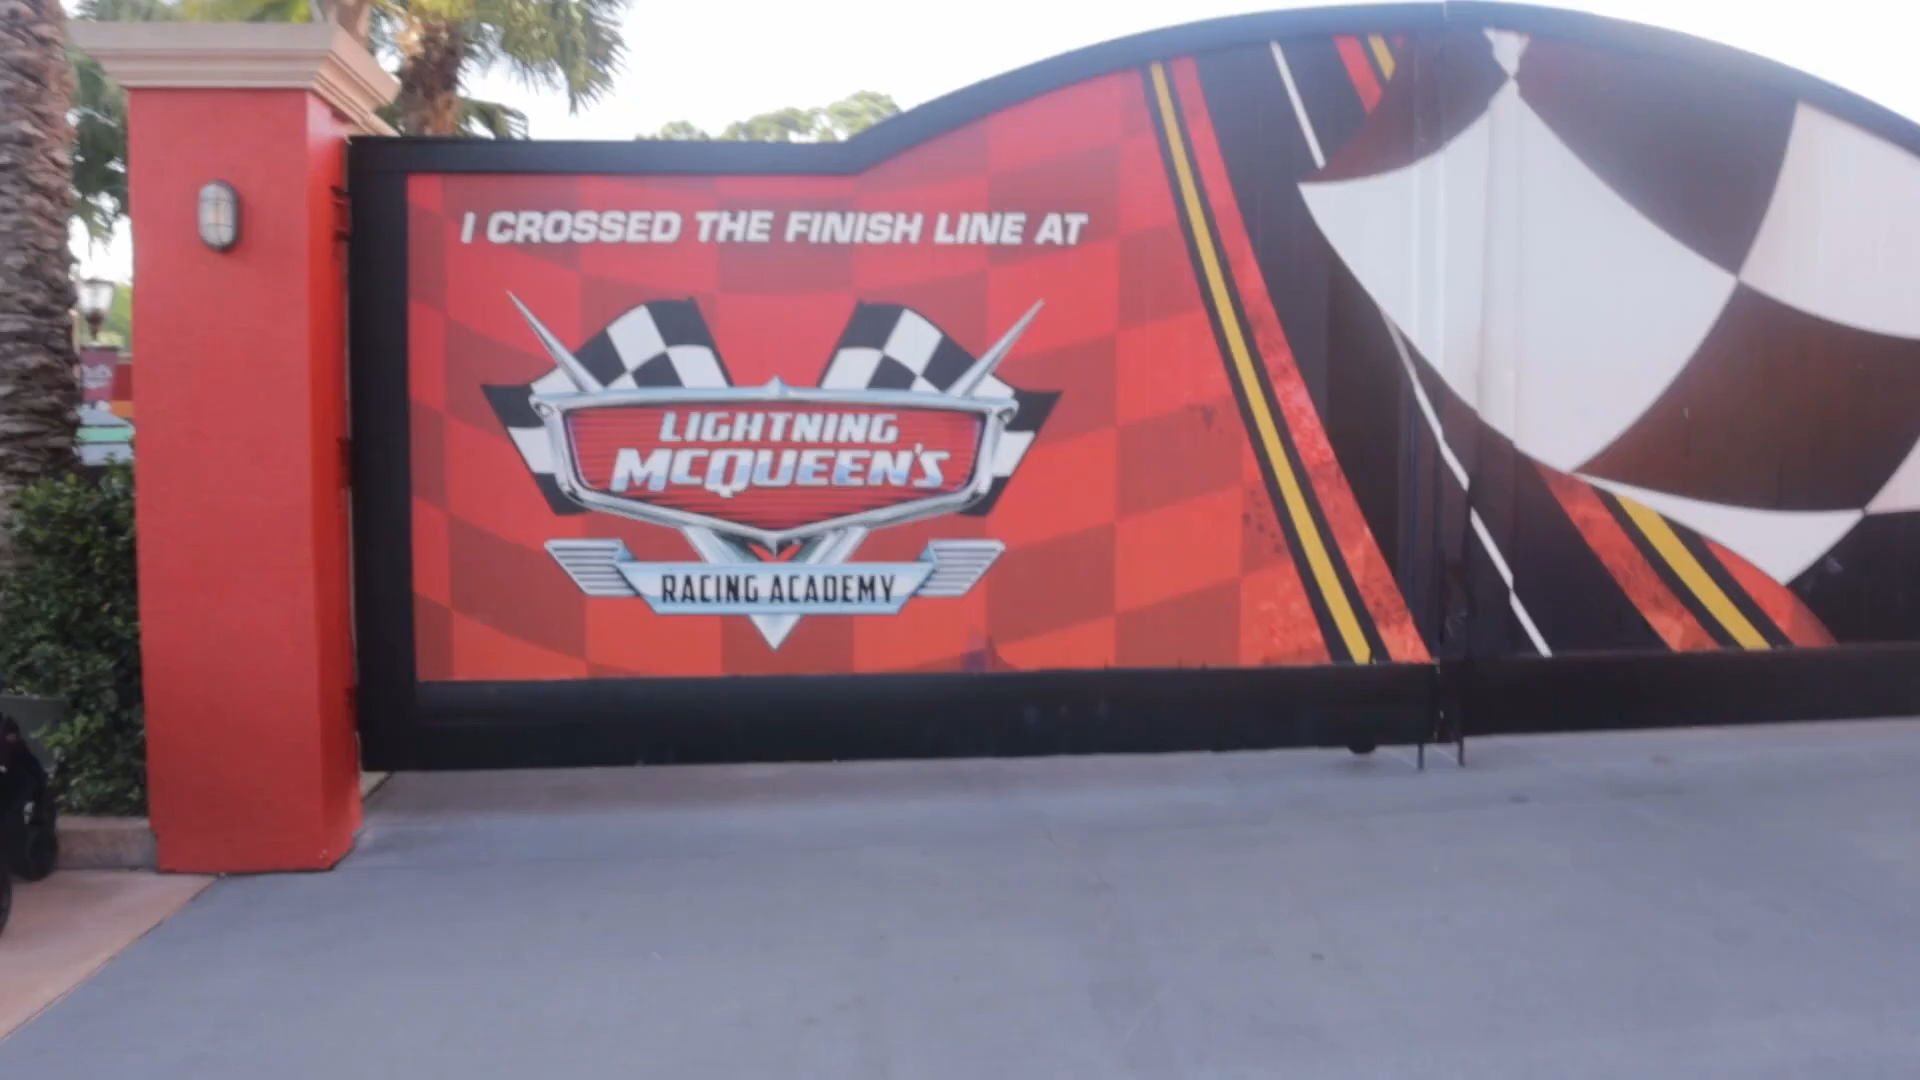 I CROSSED THE FINISH LINE AT
LIGHTNING
MCQUEEN'S
RACING ACADEMY